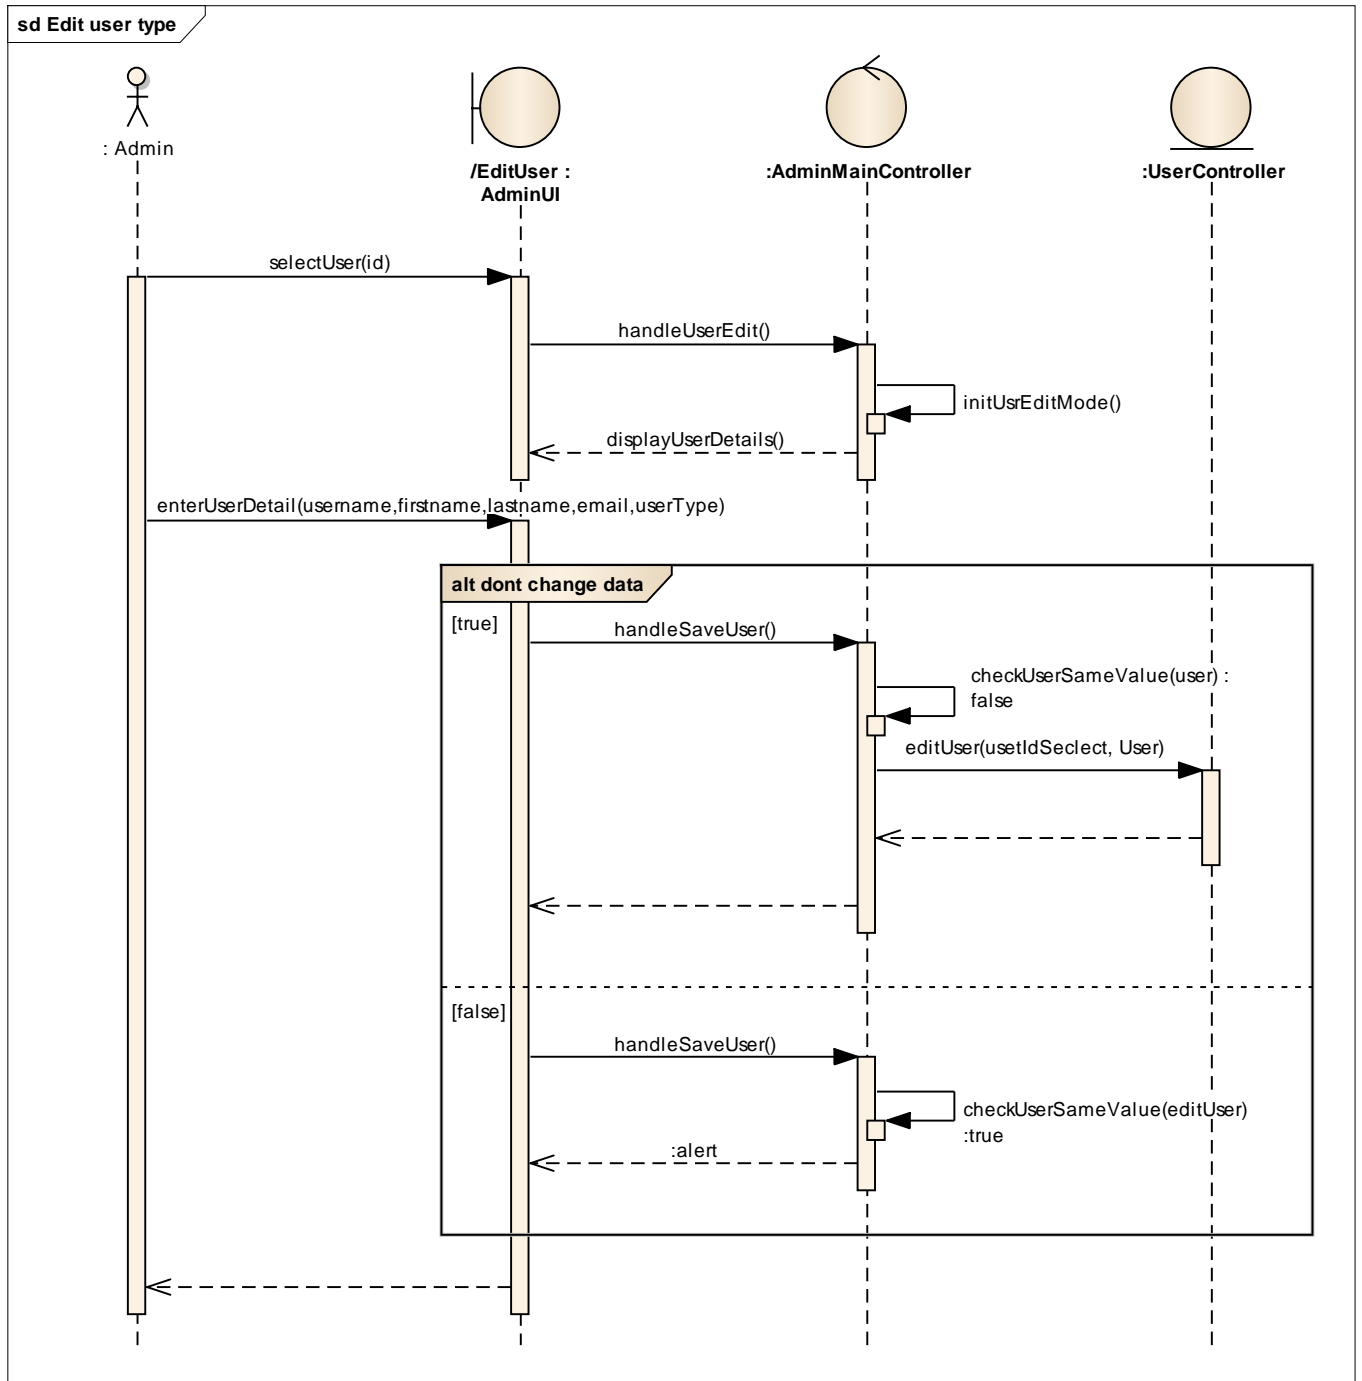 sd Edit user type
: Admin
/EditUser :
AdminUI
:AdminMainController
:UserController
selectUser(id)
handleUserEdit()
initUsrEditMode()
displayUserDetails()
enterUserDetail(username,firstname,lastname,email,userType)
alt dont change data
[true]
handleSaveUser()
checkUserSameValue(user) :
false
editUser(usetIdSeclect, User)
[false]
handleSaveUser()
checkUserSameValue(editUser)
:true
:alert